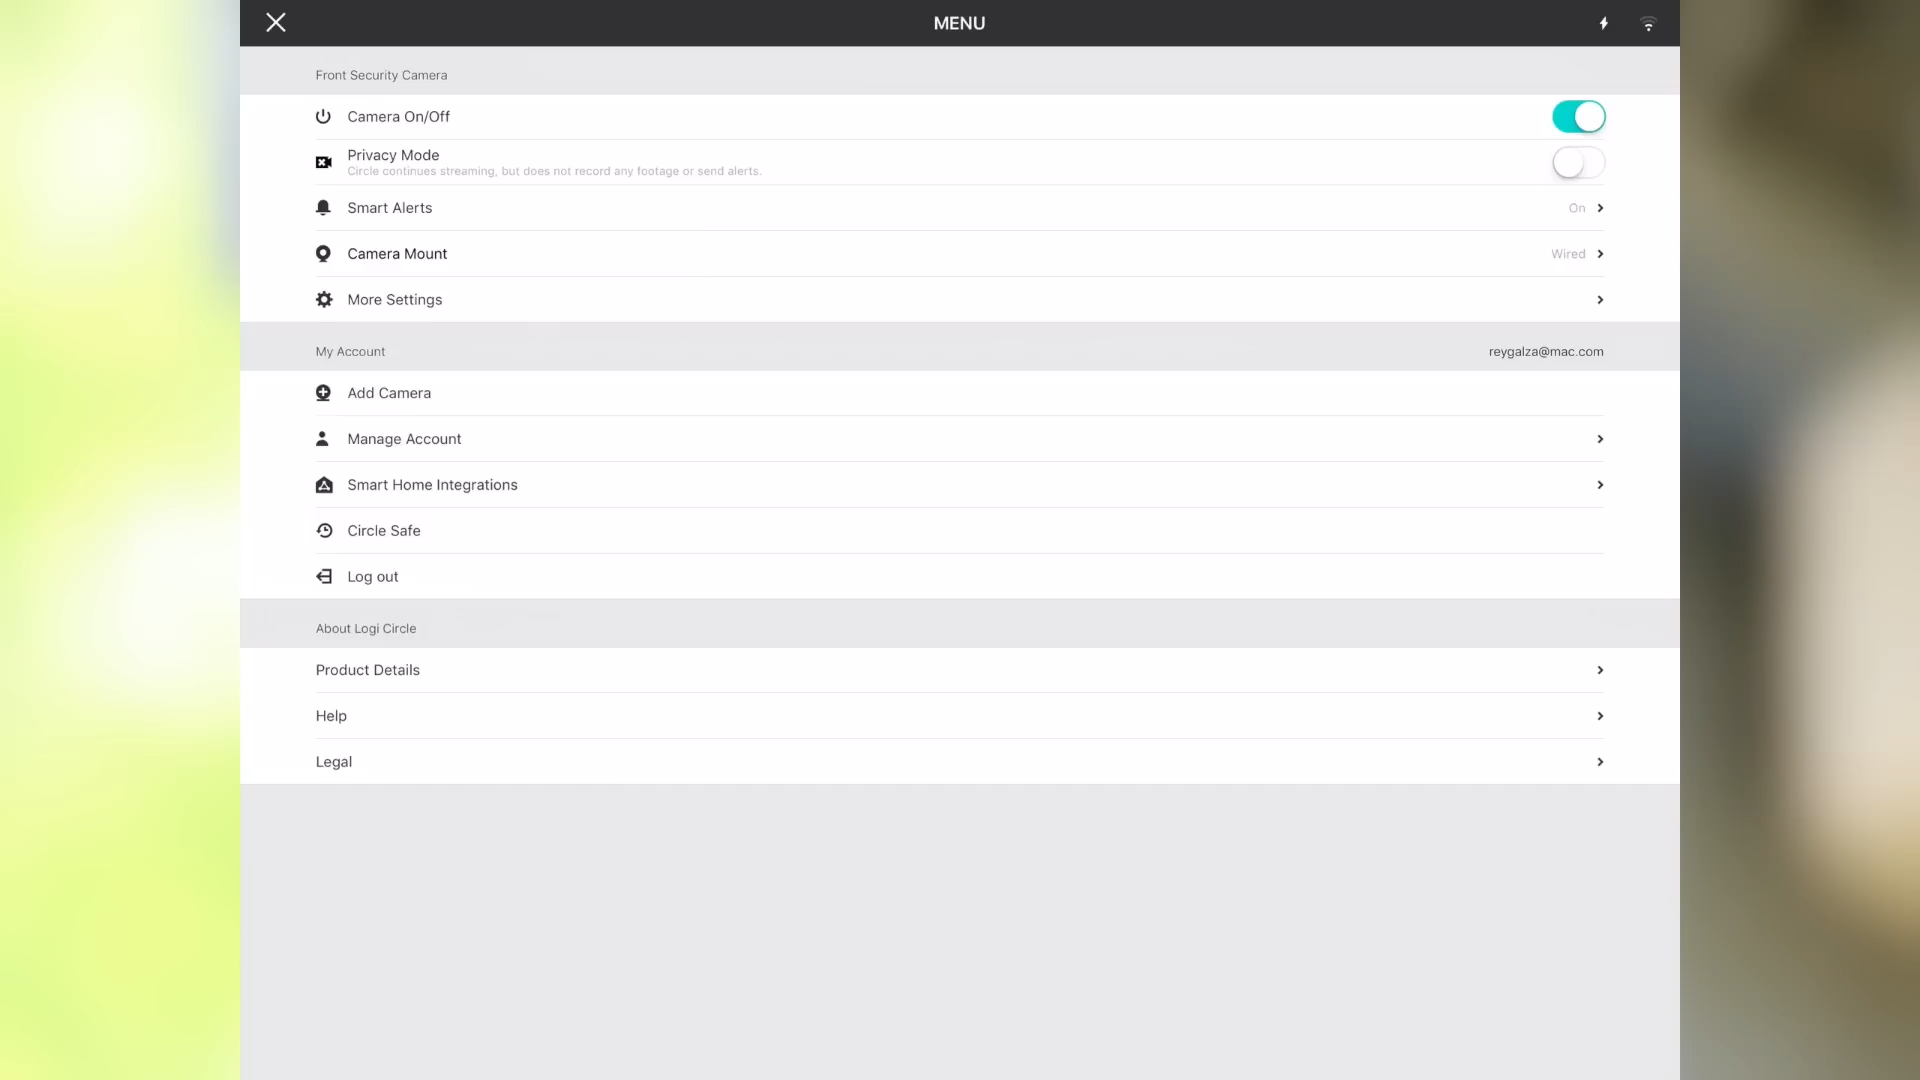 MENU
Front Security Camera
Camera On/Off
Privacy Mode
Circle continues streaming, but does not record any footage or send alerts.
Smart Alerts
On
Camera Mount
Wired
More Settings
My Account
reygalza@mac.com
Add Camera
Manage Account
Smart Home Integrations
Circle Safe
Log out
About Logi Circle
Product Details
Help
Legal